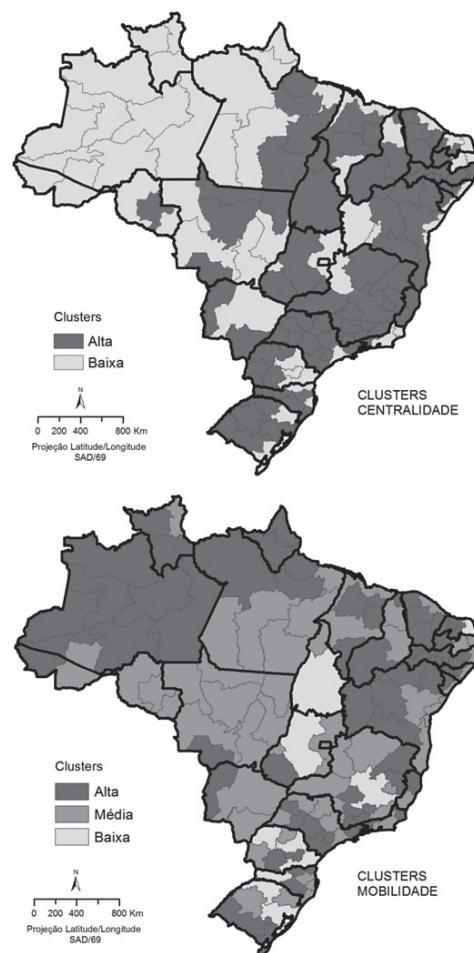 Clusters
Alta
Baixa
N
0 200 400 800 Km
Projeção Latitude/Longitude
SAD/69
CLUSTERS
CENTRALIDADE
Clusters
Alta
Média
Baixa
N
0 200 400 800 Km
Projeção Latitude/Longitude
SAD/69
CLUSTERS
MOBILIDADE